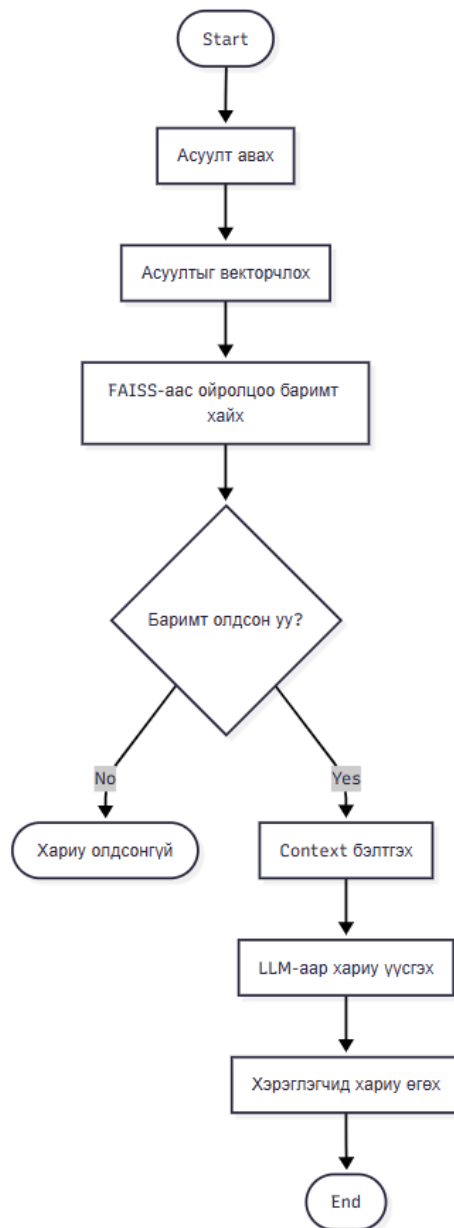 Start
Асуулт авах
Асуултыг векторчлох
FAISS-аас ойролцоо баримт
хайх
Баримт олдсон уу?
No
Yes
Хариу олдсонгүй
Context бэлтгэх
LLM-аар хариу үүсгэх
Хэрэглэгчид хариу өгөх
End